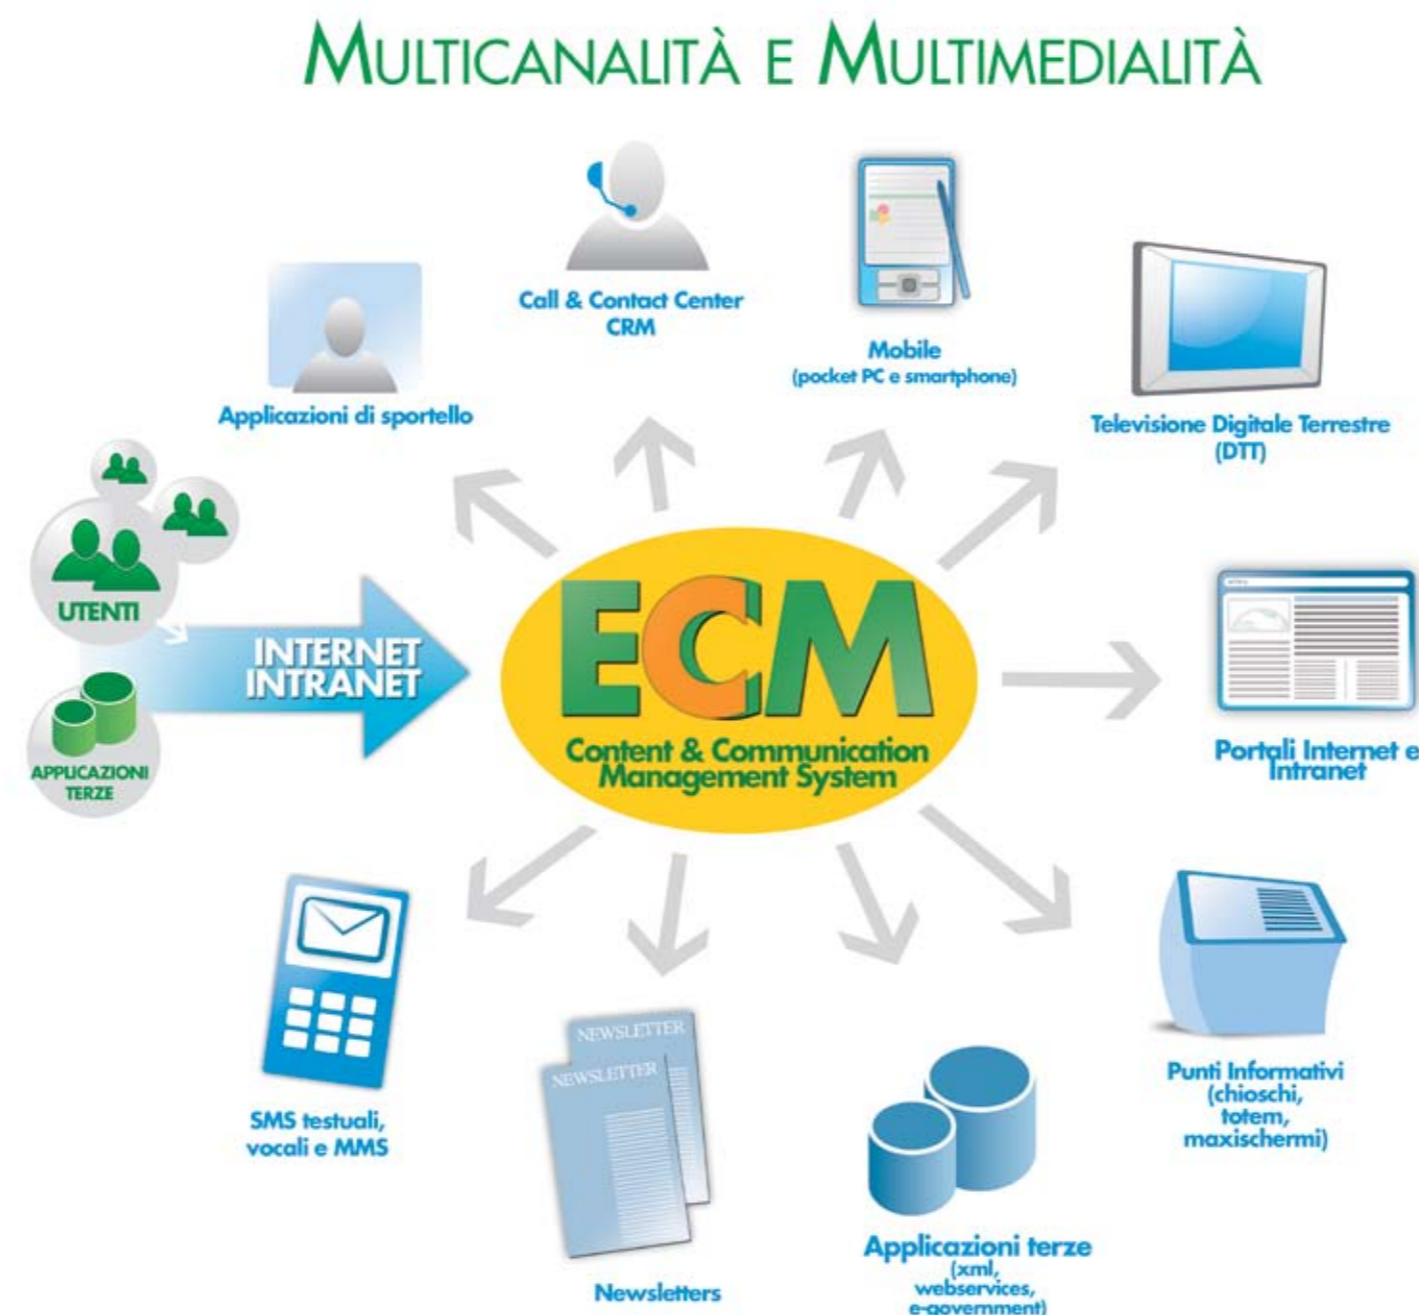 MULTICANALITÀ E MULTIMEDIALITÀ
Call & Contact Center
CRM
Mobile
(pocket PC e smartphone)
Applicazioni di sportello
Televisione Digitale Terrestre
(DTT)
UTENTI
INTERNET
INTRANET
APPLICAZIONI
TERZE
ECM
Content & Communication
Management System
Portali Internet e
Intranet
SMS testuali,
vocali e MMS
NEWSLETTER
NEWSLETTER
Newsletters
Applicazioni terze
(xml,
webservices,
e-government)
Punti Informativi
(chioschi,
totem,
maxischermi)